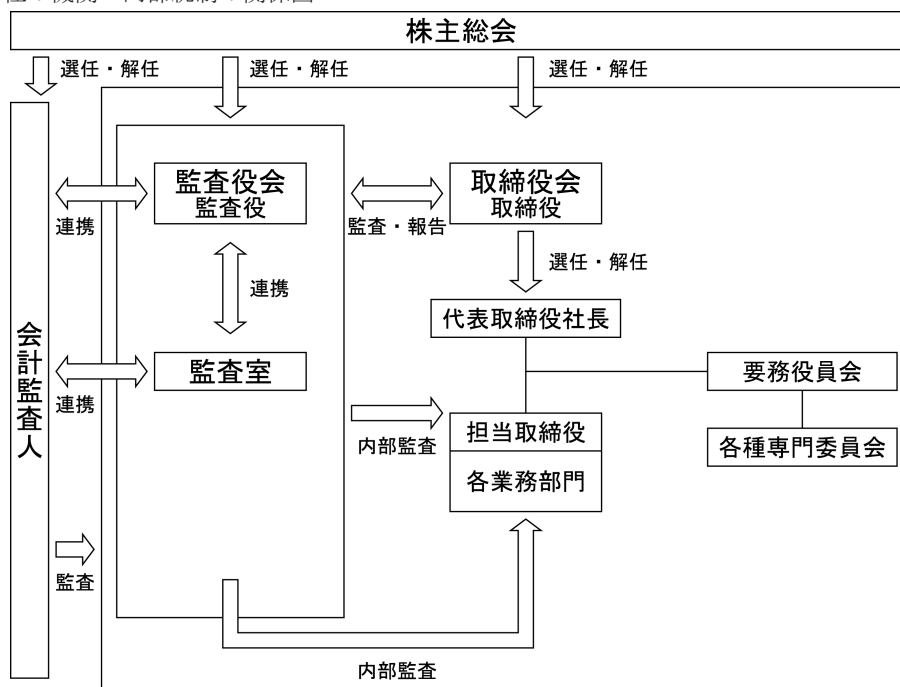 株主総会
選任・解任
選任・解任
選任・解任
監査役会
監査役
取締役会
取締役
連携
監査・報告
連携
選任・解任
代表取締役社長
会計監査人
監査室
要務役員会
連携
内部監査
担当取締役
各種専門委員会
各業務部門
監査
内部監査